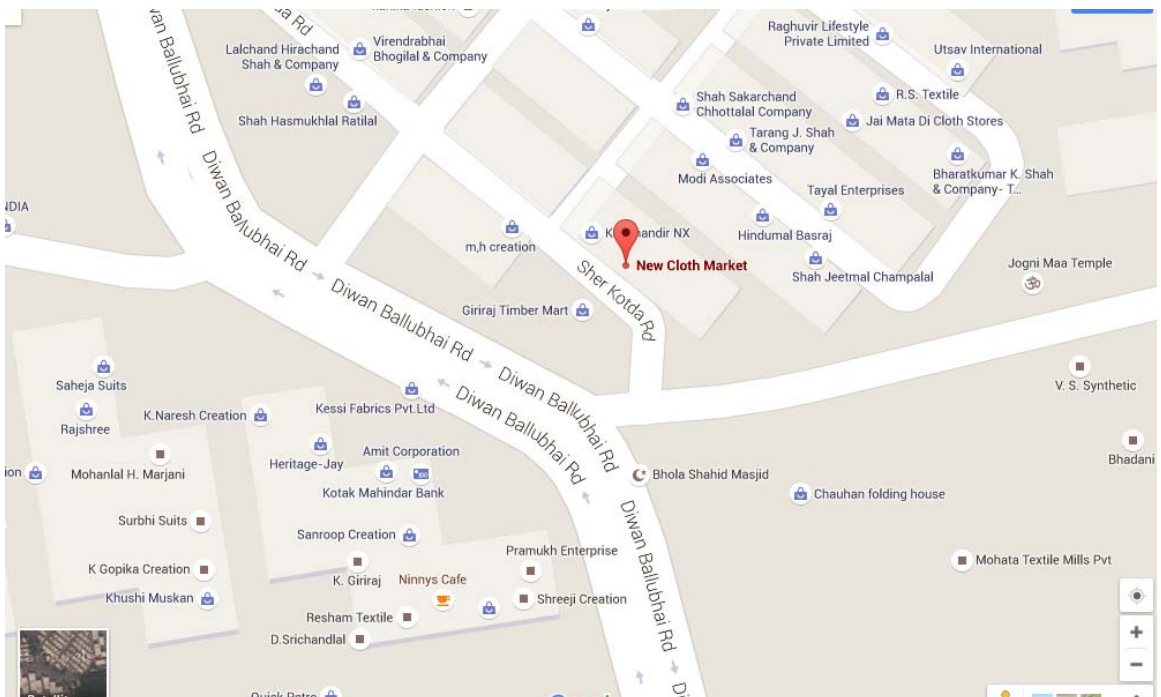 Raghuvir Lifestyle
Private Limited
Utsav International
Lalchand Hirachand
Shah & Company
Virendrabhai
Bhogilal & Company
Diwan Ballubhai Rd
R.S. Textile
Shah Sakarchand
Chhottalal Company
Shah Hasmukhlal Ratilal
Jai Mata Di Cloth Stores
Tarang J. Shah
& Company
Bharatkumar K. Shah
& Company- T...
Modi Associates
Tayal Enterprises
Diwan Ballubhai Rd
NDIA
m,h creation
New Cloth Market
Hindumal Basraj
Shah Jeetmal Champalal
Jogni Maa Temple
Sher Kotda Rd
Giriraj Timber Mart
Diwan Ballubhai Rd
Diwan Ballubhai Rd
Diwan Ballubhai Rd
Saheja Suits
V. S. Synthetic
K.Naresh Creation
Kessi Fabrics Pvt.Ltd
Rajshree
Amit Corporation
Heritage-Jay
Bhadani
Mohanlal H. Marjani
Bhola Shahid Masjid
Kotak Mahindar Bank
Chauhan folding house
Surbhi Suits
Sanroop Creation
Diwan Ballubhai Rd
Pramukh Enterprise
Mohata Textile Mills Pvt
K Gopika Creation
K. Giriraj
Ninnys Cafe
Khushi Muskan
Shreeji Creation
Resham Textile
D.Srichandlal